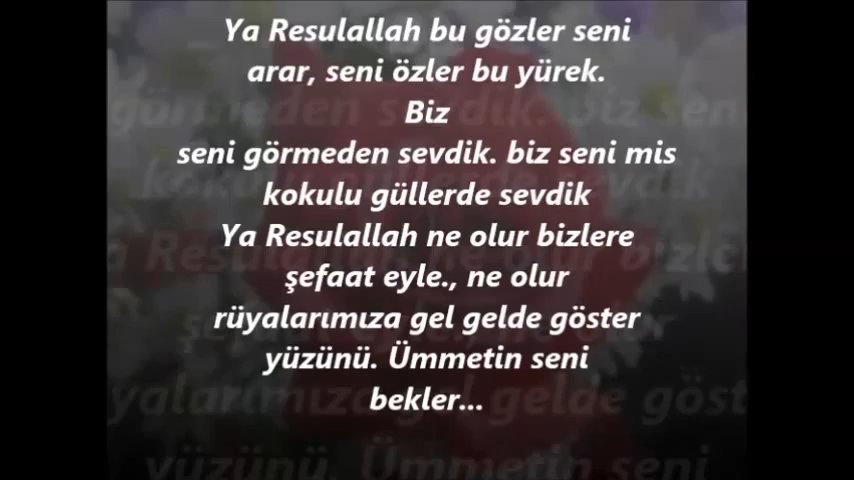 Ya Resulallah bu gözler seni
arar, seni özler bu yürek.
Biz
seni görmeden sevdik. biz seni mis
kokulu güllerde sevdik
Ya Resulallah ne olur bizlere
şefaat eyle., ne olur
rüyalarımıza gel gelde göster
yüzünü. Ümmetin seni
bekler...